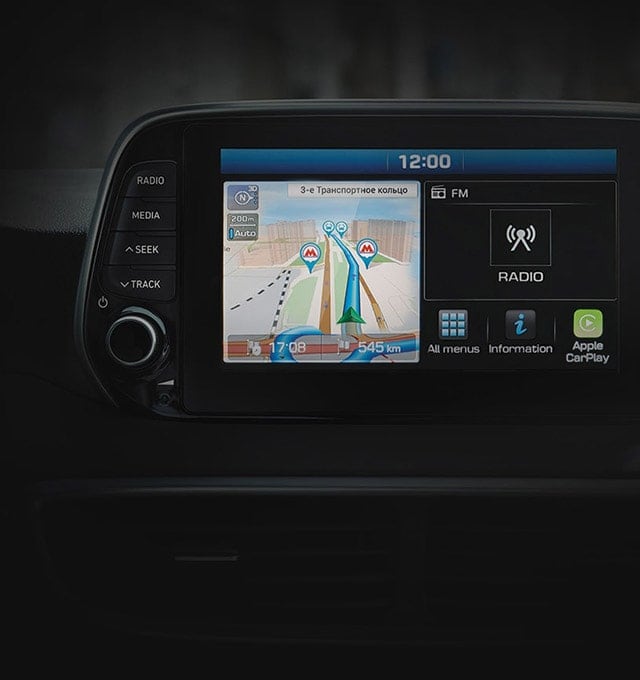 12:00
RADIO
MEDIA
SEEK
TRACK
3D
N
200m
Auto
3-е Транспортное кольцо
M
M
17:08
545 km
FM
RADIO
All menus
Information
Apple
CarPlay